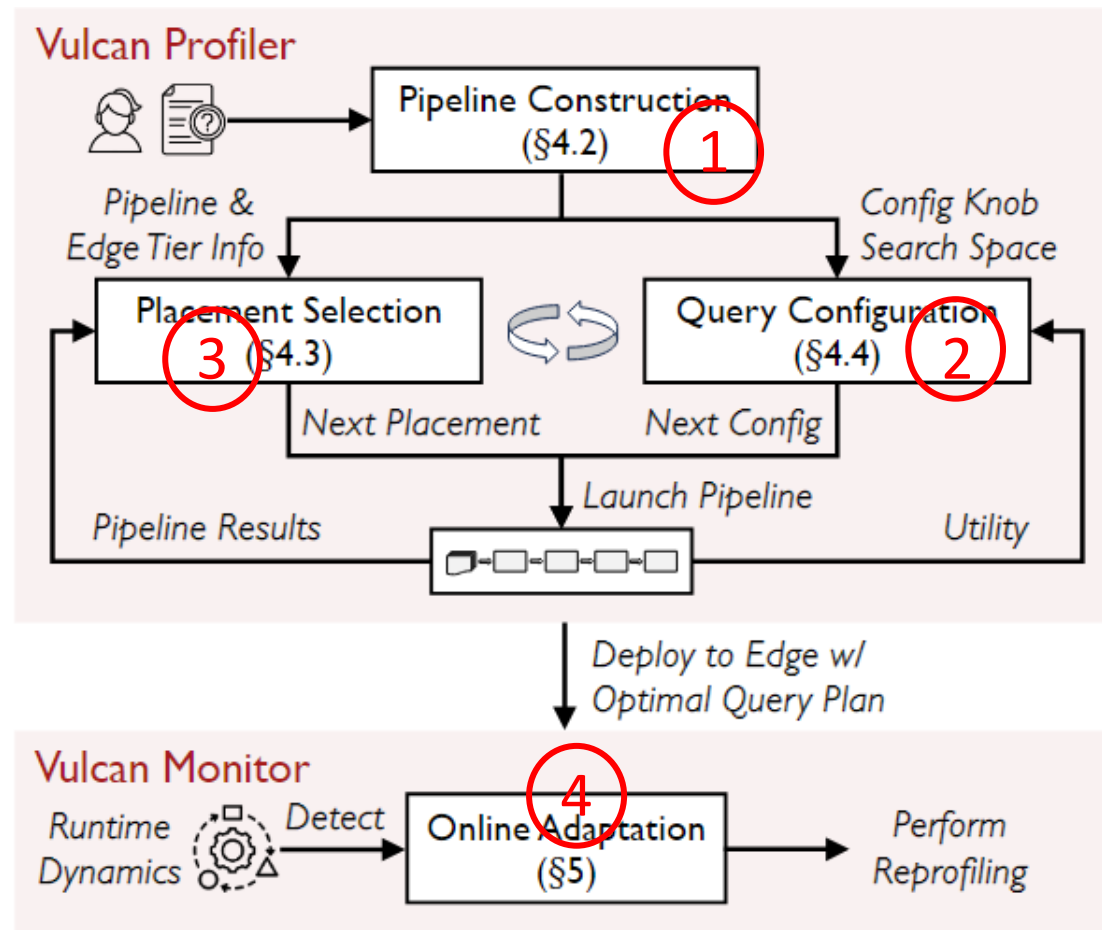 Vulcan Profiler
?
Pipeline Construction
(§4.2)
1
Pipeline &
Edge Tier Info
Config Knob
Search Space
Placement Selection
(§4.3)
3
Query Configuration
(§4.4)
2
Next Placement
Next Config
Launch Pipeline
Pipeline Results
Utility
Deploy to Edge w/
Optimal Query Plan
Vulcan Monitor
4
Runtime
Dynamics
Detect
Online Adaptation
(§5)
Perform
Reprofiling